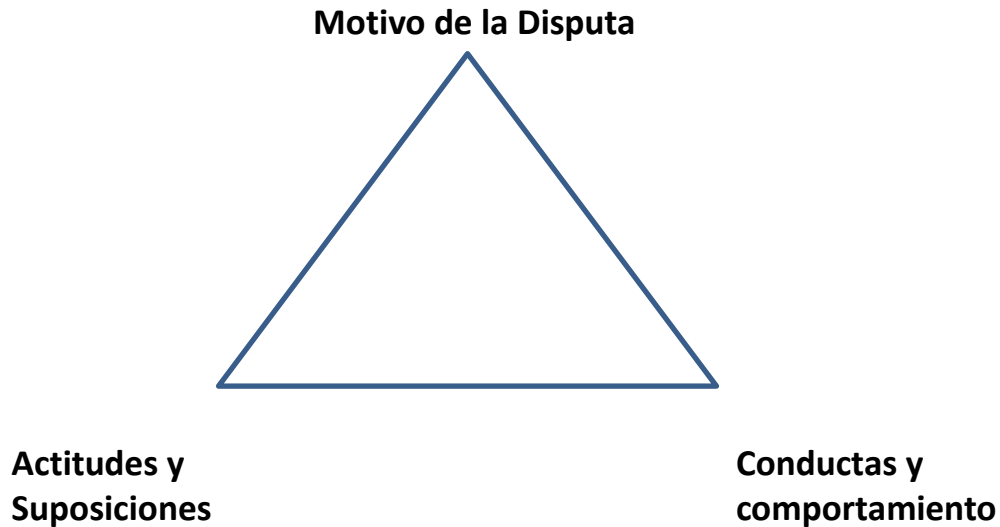 Motivo de la Disputa
Actitudes y
Suposiciones
Conductas y
comportamiento